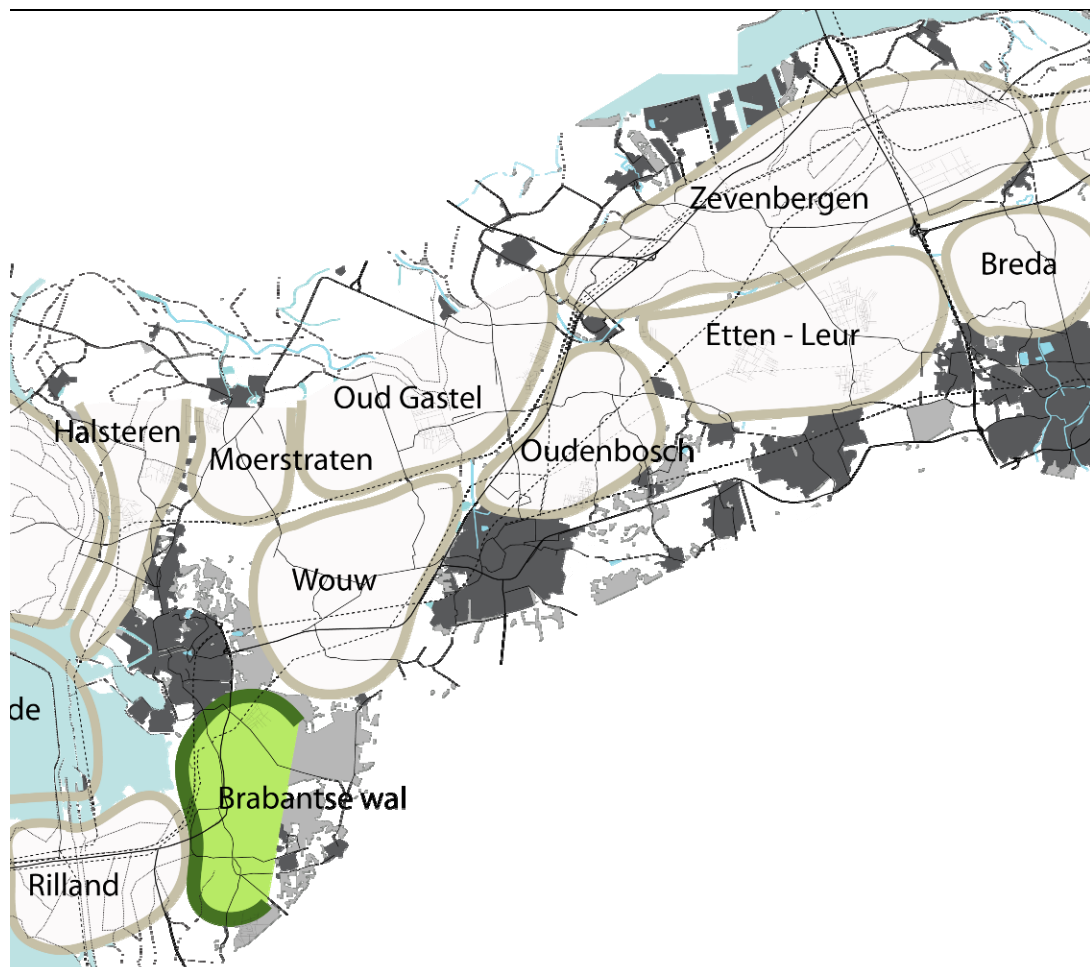 Zevenbergen
Breda
Etten - Leur
Oud Gastel
Halsteren
Moerstraten
Oudenbosch
Wouw
de
Brabantse wal
Rilland